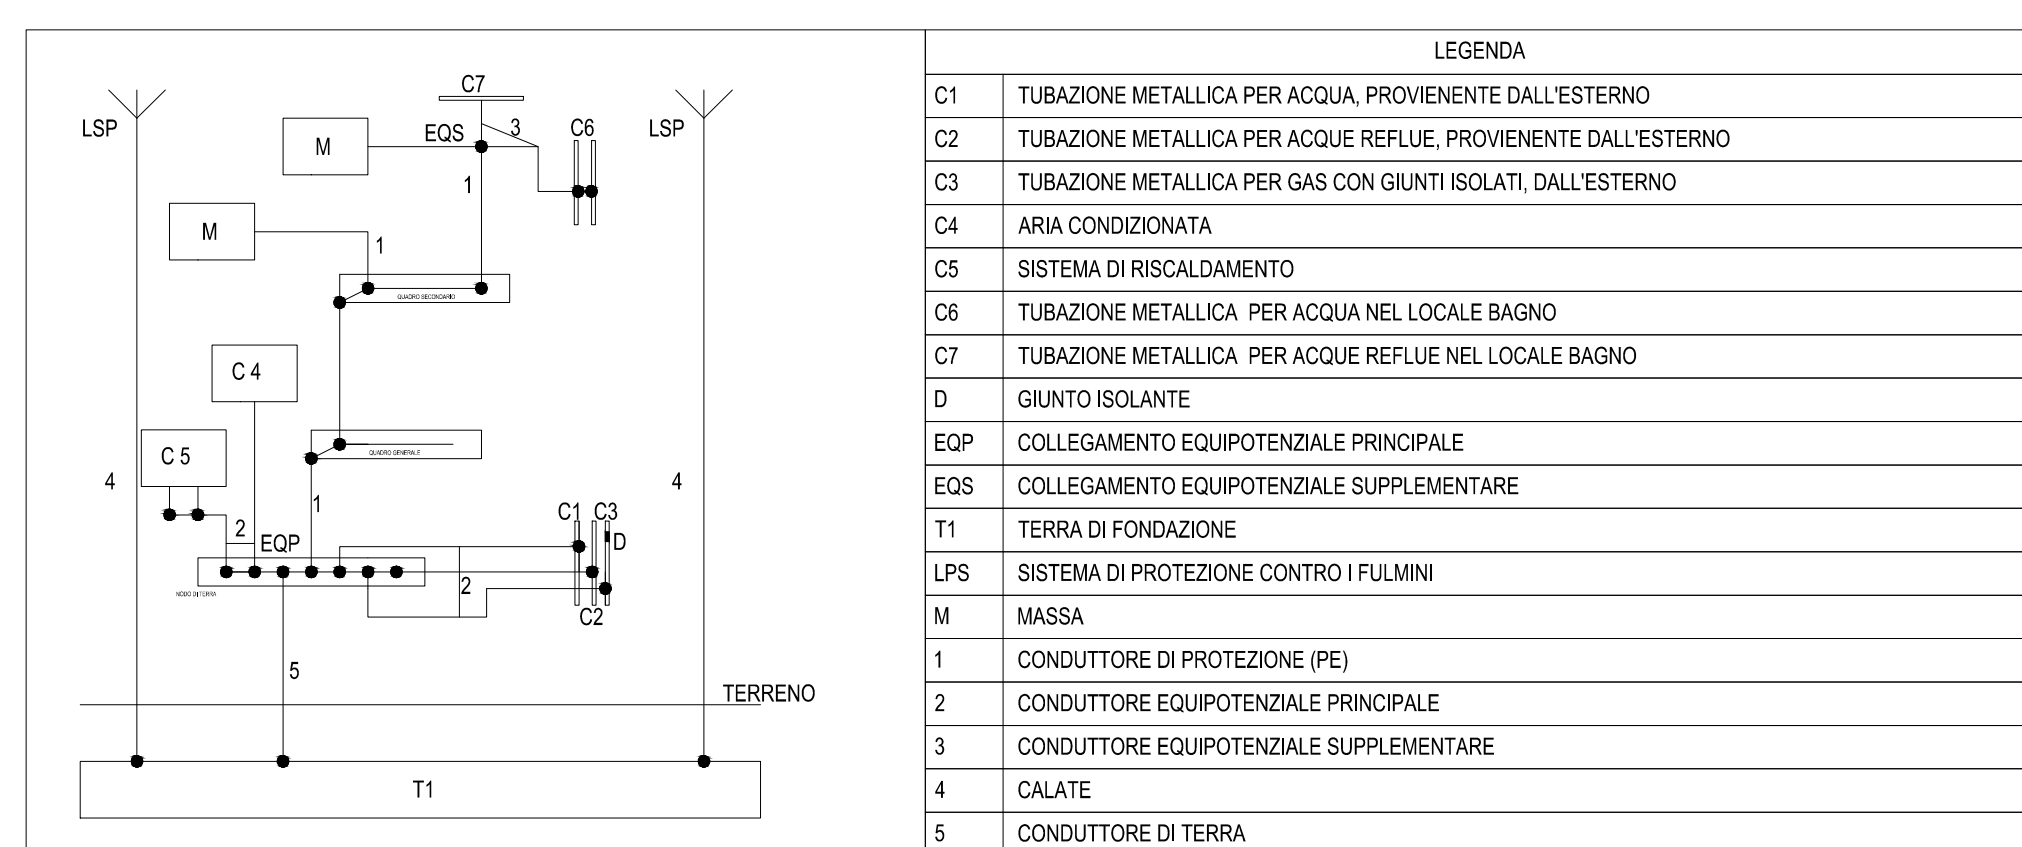 C7
LSP
EQS
3
C6
LSP
M
1
M
1
QUADRO SECONDARIO
C 4
QUADRO GENERALE
C 5
4
4
1
C1
C3
2
EQP
D
2
NODO DI TERRA
C2
5
TERRENO
T1
LEGENDA
C1 TUBAZIONE METALLICA PER ACQUA, PROVIENENTE DALL'ESTERNO
C2 TUBAZIONE METALLICA PER ACQUE REFLUE, PROVIENENTE DALL'ESTERNO
C3 TUBAZIONE METALLICA PER GAS CON GIUNTI ISOLATI, DALL'ESTERNO
C4 ARIA CONDIZIONATA
C5 SISTEMA DI RISCALDAMENTO
C6 TUBAZIONE METALLICA PER ACQUA NEL LOCALE BAGNO
C7 TUBAZIONE METALLICA PER ACQUE REFLUE NEL LOCALE BAGNO
D GIUNTO ISOLANTE
EQP COLLEGAMENTO EQUIPOTENZIALE PRINCIPALE
EQS COLLEGAMENTO EQUIPOTENZIALE SUPPLEMENTARE
T1 TERRA DI FONDAZIONE
LPS SISTEMA DI PROTEZIONE CONTRO I FULMINI
M MASSA
1 CONDUTTORE DI PROTEZIONE (PE)
2 CONDUTTORE EQUIPOTENZIALE PRINCIPALE
3 CONDUTTORE EQUIPOTENZIALE SUPPLEMENTARE
4 CALATE
5 CONDUTTORE DI TERRA